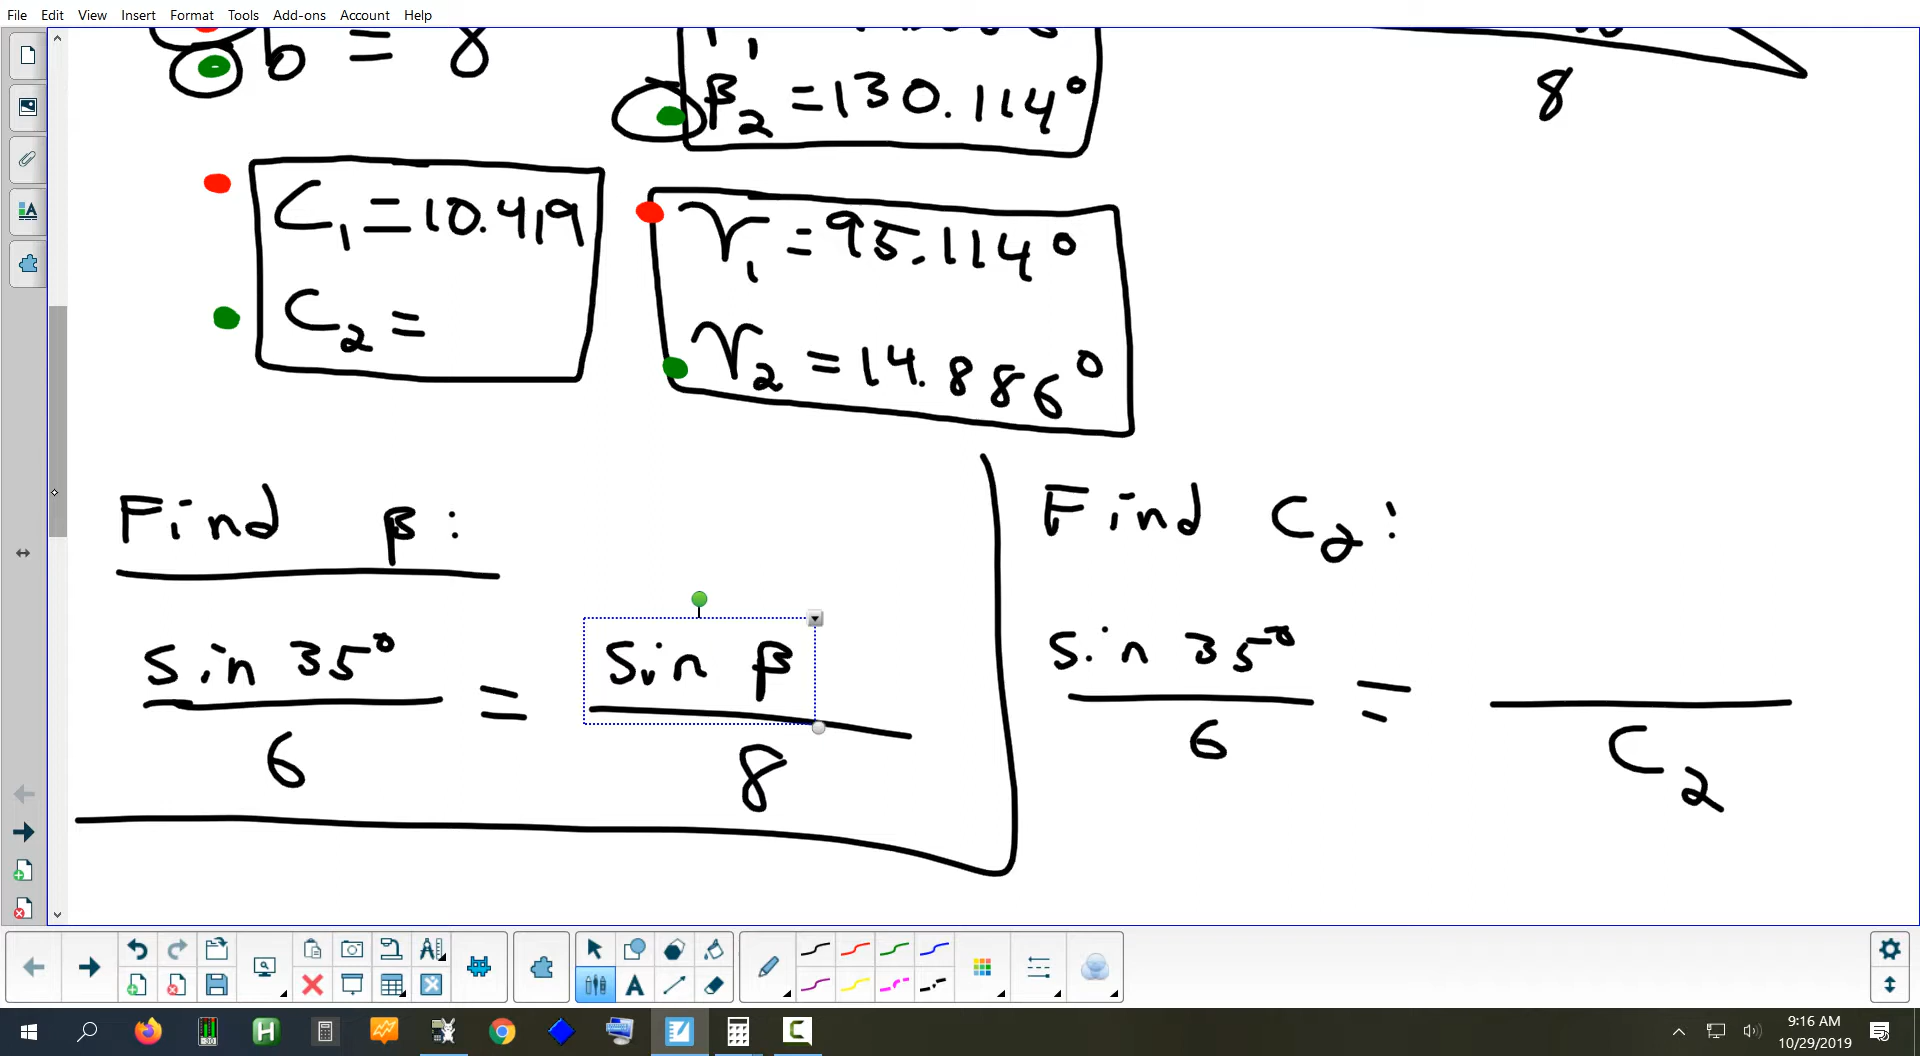 File Edit View Insert Format Tools Add-ons Account Help
b = 8
β₂ = 130.114°
8
C₁ = 10.419
C₂ =
γ₁ = 95.114°
γ₂ = 14.886°
Find β:
Find C₂:
Sin 35°
6
=
Sin β
8
Sin 35°
6
=
C₂
9:16 AM
10/29/2019